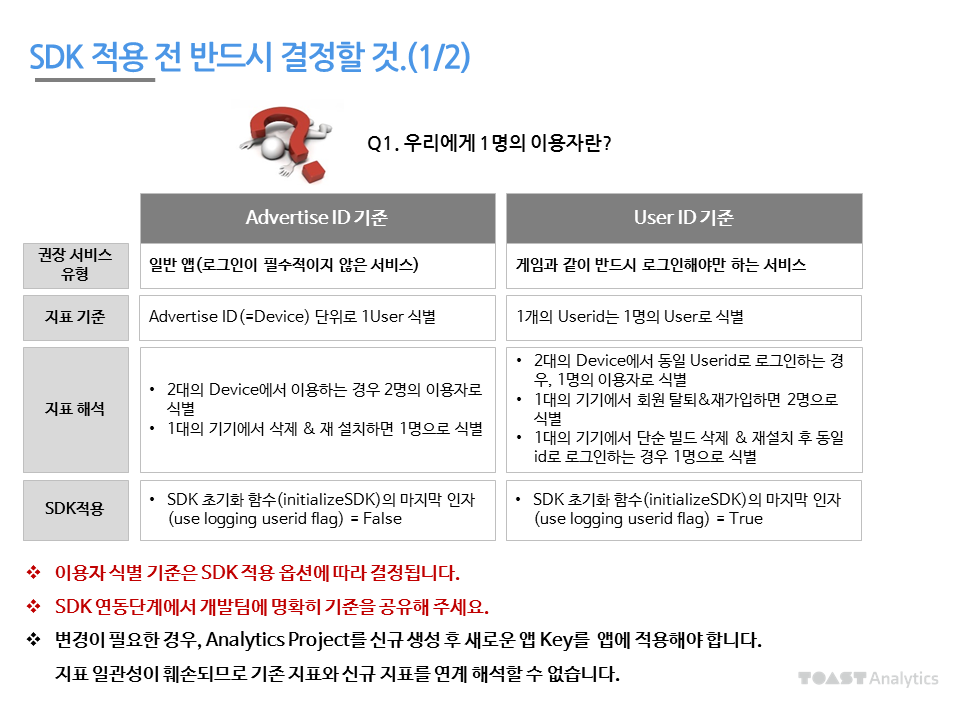 SDK 적용 전 반드시 결정할 것.(1/2)
Q1. 우리에게 1명의 이용자란?
Advertise ID 기준
User ID 기준
권장 서비스
유형
일반 앱(로그인이 필수적이지 않은 서비스)
게임과 같이 반드시 로그인해야만 하는 서비스
지표 기준
Advertise ID(=Device) 단위로 1User 식별
1개의 Userid는 1명의 User로 식별
지표 해석
• 2대의 Device에서 이용하는 경우 2명의 이용자로
식별
• 1대의 기기에서 삭제 & 재 설치하면 1명으로 식별
• 2대의 Device에서 동일 Userid로 로그인하는 경
우, 1명의 이용자로 식별
• 1대의 기기에서 회원 탈퇴&재가입하면 2명으로
식별
• 1대의 기기에서 단순 빌드 삭제 & 재설치 후 동일
id로 로그인하는 경우 1명으로 식별
SDK적용
• SDK 초기화 함수(initializeSDK)의 마지막 인자
(use logging userid flag) = False
• SDK 초기화 함수(initializeSDK)의 마지막 인자
(use logging userid flag) = True
❖ 이용자 식별 기준은 SDK 적용 옵션에 따라 결정됩니다.
❖ SDK 연동단계에서 개발팀에 명확히 기준을 공유해 주세요.
❖ 변경이 필요한 경우, Analytics Project를 신규 생성 후 새로운 앱 Key를 앱에 적용해야 합니다.
지표 일관성이 훼손되므로 기존 지표와 신규 지표를 연계 해석할 수 없습니다.
TOAST Analytics